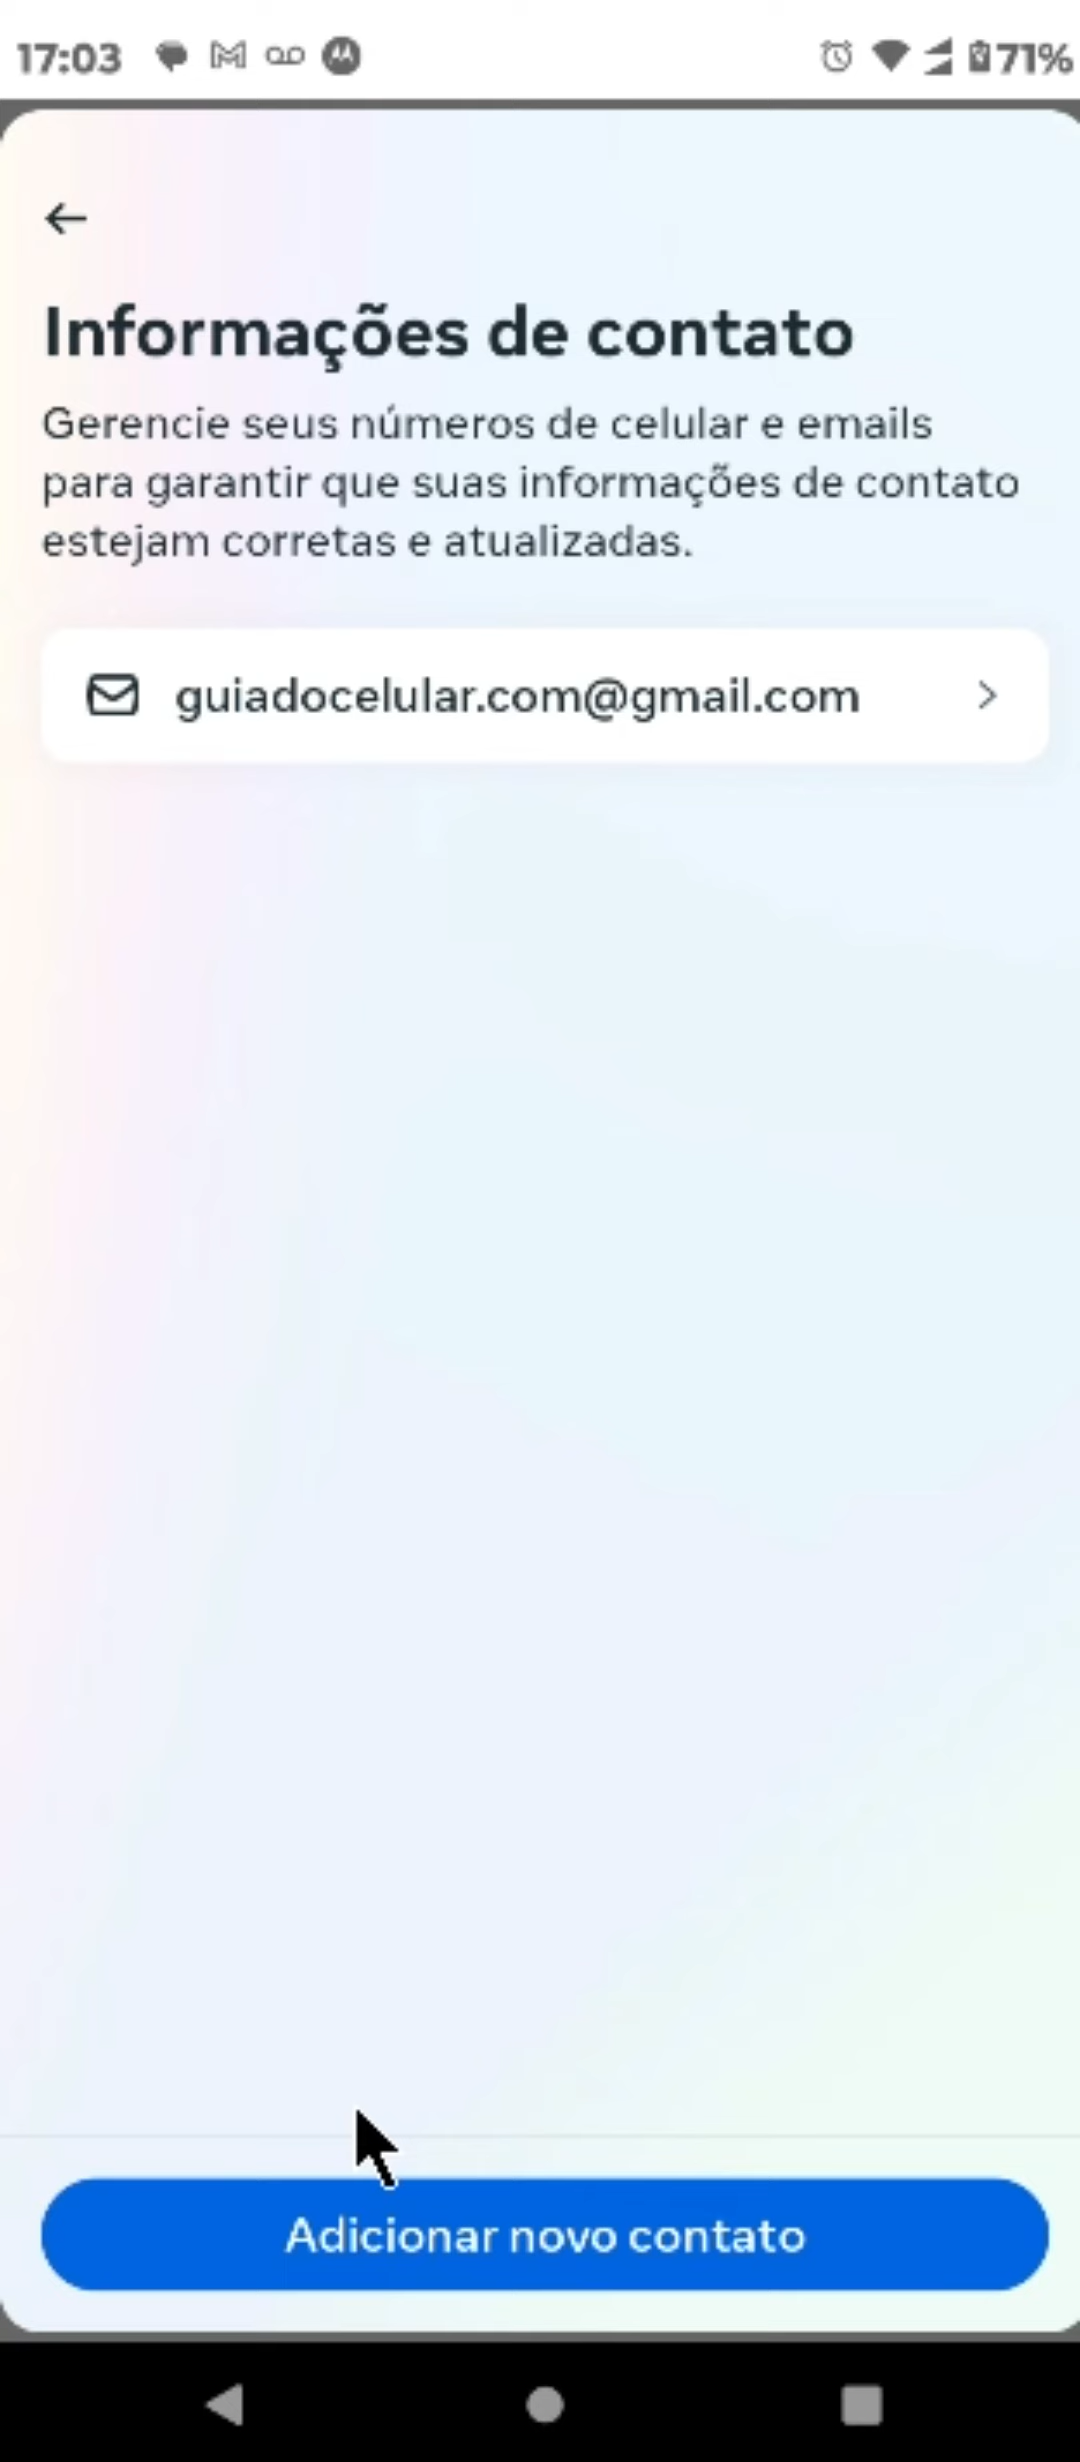 17:03 71%
Informações de contato
Gerencie seus números de celular e emails
para garantir que suas informações de contato
estejam corretas e atualizadas.
guiadocelular.com@gmail.com
Adicionar novo contato